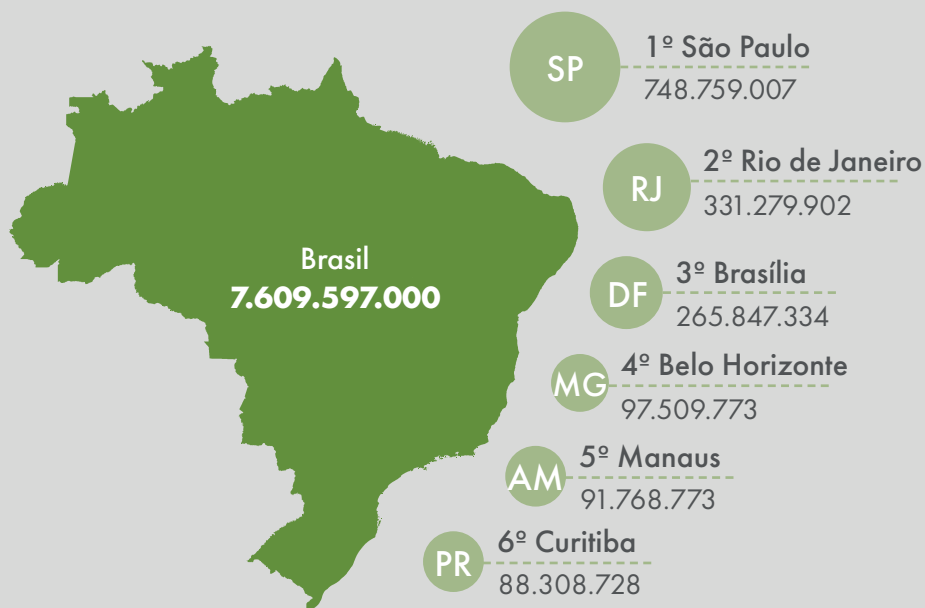 Brasil
7.609.597.000
SP
1º São Paulo
748.759.007
RJ
2º Rio de Janeiro
331.279.902
DF
3º Brasília
265.847.334
MG
4º Belo Horizonte
97.509.773
AM
5º Manaus
91.768.773
PR
6º Curitiba
88.308.728